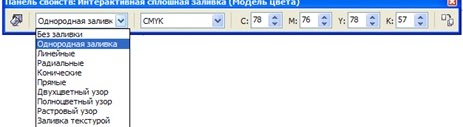 Панель свойств: Интерактивная сплошная заливка (Модель цвета)
Однородная заливк CMYK C: 78 M: 76 Y: 78 K: 57
Без заливки
Однородная заливка
Линейные
Радиальные
Конические
Прямые
Двухцветный узор
Полноцветный узор
Растровый узор
Заливка текстурой